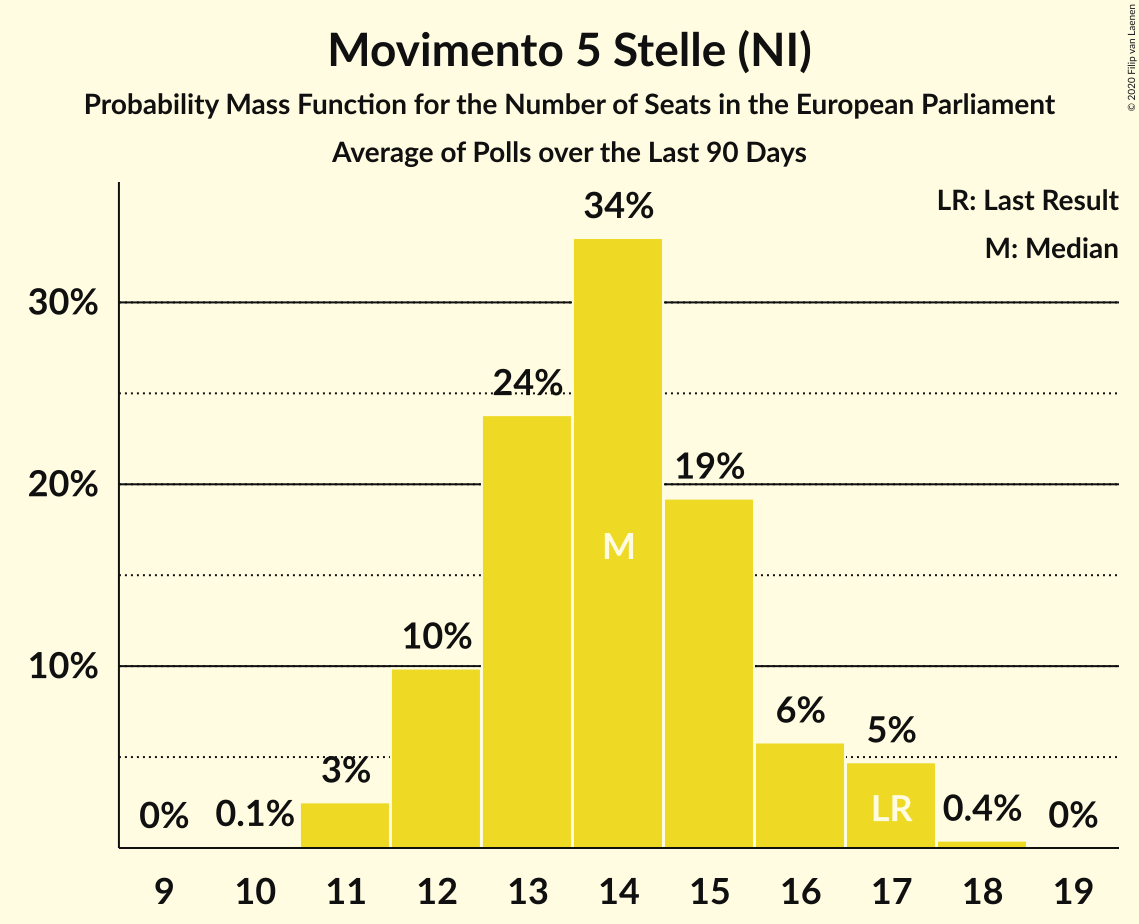 Movimento 5 Stelle (NI)
Probability Mass Function for the Number of Seats in the European Parliament
Average of Polls over the Last 90 Days
© 2020 Filip van Laenen
LR: Last Result
M: Median
34%
30%
24%
20%
19%
M
10%
10%
6%
5%
3%
0%
0.1%
LR
0.4%
0%
9 10 11 12 13 14 15 16 17 18 19